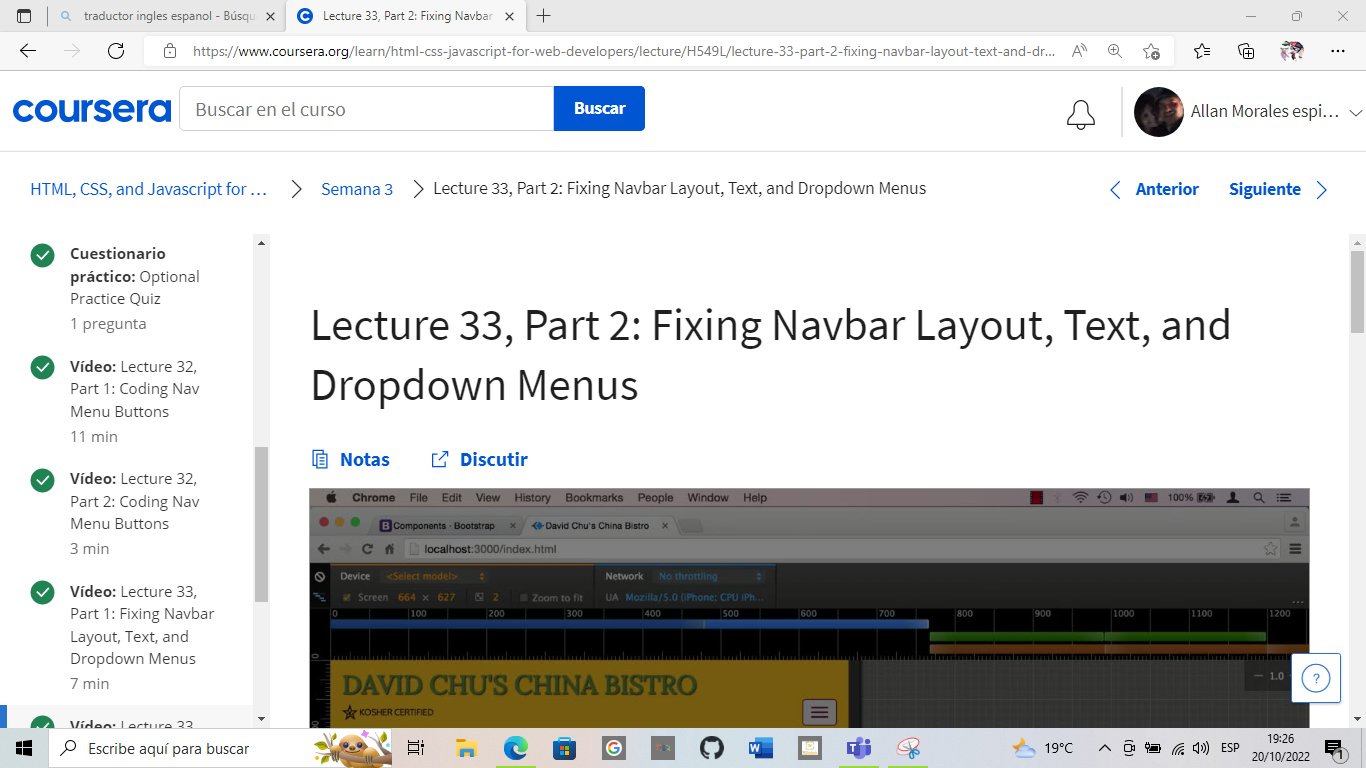 traductor ingles espanol - Búsqu
Lecture 33, Part 2: Fixing Navbar
https://www.coursera.org/learn/html-css-javascript-for-web-developers/lecture/H549L/lecture-33-part-2-fixing-navbar-layout-text-and-dr...
coursera
Buscar en el curso
Buscar
Allan Morales espi...
HTML, CSS, and Javascript for ...
Semana 3
Lecture 33, Part 2: Fixing Navbar Layout, Text, and Dropdown Menus
Anterior
Siguiente
Cuestionario
práctico: Optional
Practice Quiz
1 pregunta
Vídeo: Lecture 32,
Part 1: Coding Nav
Menu Buttons
11 min
Vídeo: Lecture 32,
Part 2: Coding Nav
Menu Buttons
3 min
Vídeo: Lecture 33,
Part 1: Fixing Navbar
Layout, Text, and
Dropdown Menus
7 min
Vídeo: Lecture 33,
Lecture 33, Part 2: Fixing Navbar Layout, Text, and
Dropdown Menus
Notas
Discutir
Chrome File Edit View History Bookmarks People Window Help
100%
Components · Bootstrap
David Chu's China Bistro
localhost:3000/index.html
Device <Select model>
Network No throttling
Screen 664 × 627 2 Zoom to fit
UA Mozilla/5.0 (iPhone; CPU iPh...
0 100 200 300 400 500 600 700 800 900 1000 1100 1200
DAVID CHU'S CHINA BISTRO
KOSHER CERTIFIED
1.0
?
Escribe aquí para buscar
19°C
ESP
19:26
20/10/2022
1